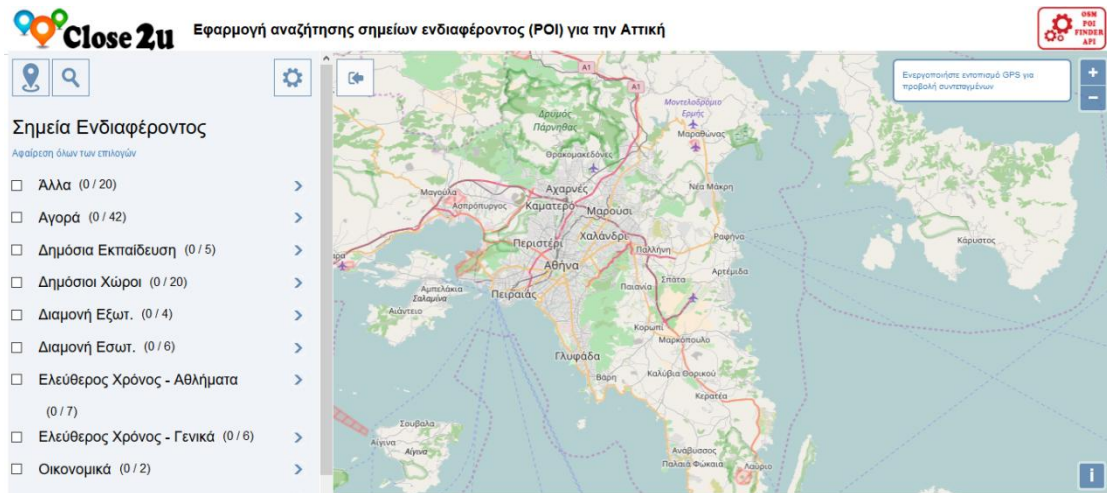 Close2u
Εφαρμογή αναζήτησης σημείων ενδιαφέροντος (POI) για την Αττική
OSM
POI
FINDER
API
Σημεία Ενδιαφέροντος
Αφαίρεση όλων των επιλογών
Άλλα (0 / 20)
Αγορά (0 / 42)
Δημόσια Εκπαίδευση (0 / 5)
Δημόσιοι Χώροι (0 / 20)
Διαμονή Εξωτ. (0 / 4)
Διαμονή Εσωτ. (0 / 6)
Ελεύθερος Χρόνος - Αθλήματα
(0 / 7)
Ελεύθερος Χρόνος - Γενικά (0 / 6)
Οικονομικά (0 / 2)
Ενεργοποιήστε εντοπισμό GPS για
προβολή συντεταγμένων
+
−
A1
A1
Μοντελοδρόμιο
Ερμής
Δρυμός
Πάρνηθας
Μαραθώνας
Θρακομακεδόνες
Αχαρνές
Νέα Μάκρη
Μαγούλα
Ασπρόπυργος
Καματερό
Μαρούσι
Χαλάνδρι
Ραφήνα
Περιστέρι
Παλλήνη
Κάρυστος
Αθήνα
Σπάτα
Αρτέμιδα
Αμπελάκια
Σαλαμίνα
Πειραιάς
Παιανία
Αιάντειο
Κορωπί
Μαρκόπουλο
Γλυφάδα
Βάρη
Καλύβια Θορικού
Κερατέα
Σουβάλα
Αίγινα
Αίγινα
Ανάβυσσος
Παλαιά Φώκαια
Λαύριο
i